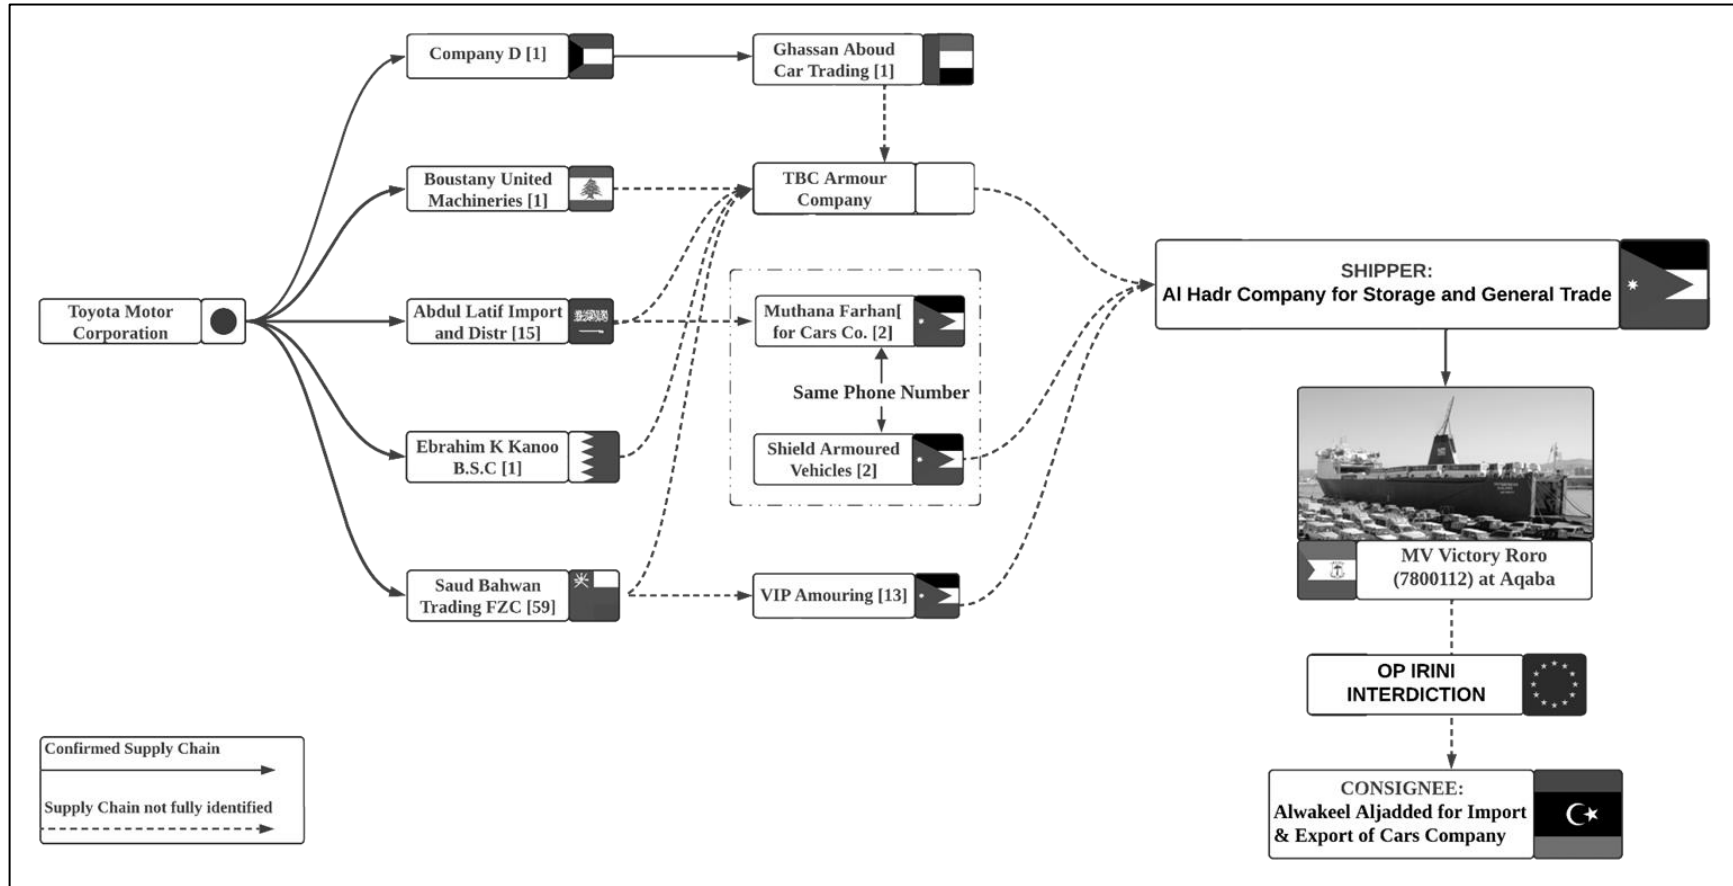 Company D [1]
Ghassan Aboud
Car Trading [1]
Boustany United
Machineries [1]
TBC Armour
Company
Toyota Motor
Corporation
Abdul Latif Import
and Distr [15]
Muthana Farhan[
for Cars Co. [2]
Same Phone Number
Ebrahim K Kanoo
B.S.C [1]
Shield Armoured
Vehicles [2]
Saud Bahwan
Trading FZC [59]
VIP Amouring [13]
SHIPPER:
Al Hadr Company for Storage and General Trade
MV Victory Roro
(7800112) at Aqaba
OP IRINI
INTERDICTION
CONSIGNEE:
Alwakeel Aljadded for Import
& Export of Cars Company
Confirmed Supply Chain
Supply Chain not fully identified